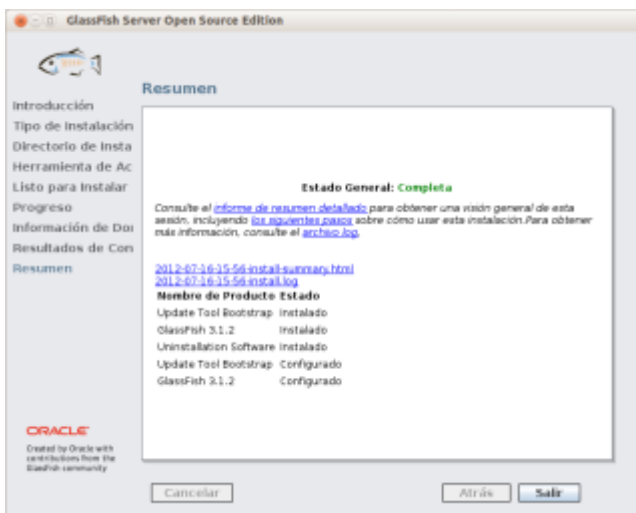 GlassFish Server Open Source Edition
Resumen
Introducción
Tipo de Instalación
Directorio de Insta
Herramienta de Ac
Listo para Instalar
Progreso
Información de Dor
Resultados de Con
Resumen
Estado General: Completa
Consulte el informe de resumen detallado para obtener una visión general de esta
sesión, incluyendo los siguientes pasos sobre cómo usar esta instalación.Para obtener
más información, consulte el archivo log.
2012-07-16-15-56-install-summary.html
2012-07-16-15-56-install.log
Nombre de Producto Estado
Update Tool Bootstrap Instalado
GlassFish 3.1.2 Instalado
Uninstallation Software Instalado
Update Tool Bootstrap Configurado
GlassFish 3.1.2 Configurado
ORACLE
Created by Oracle with
contributions from the
GlassFish community
Cancelar
Atrás
Salir